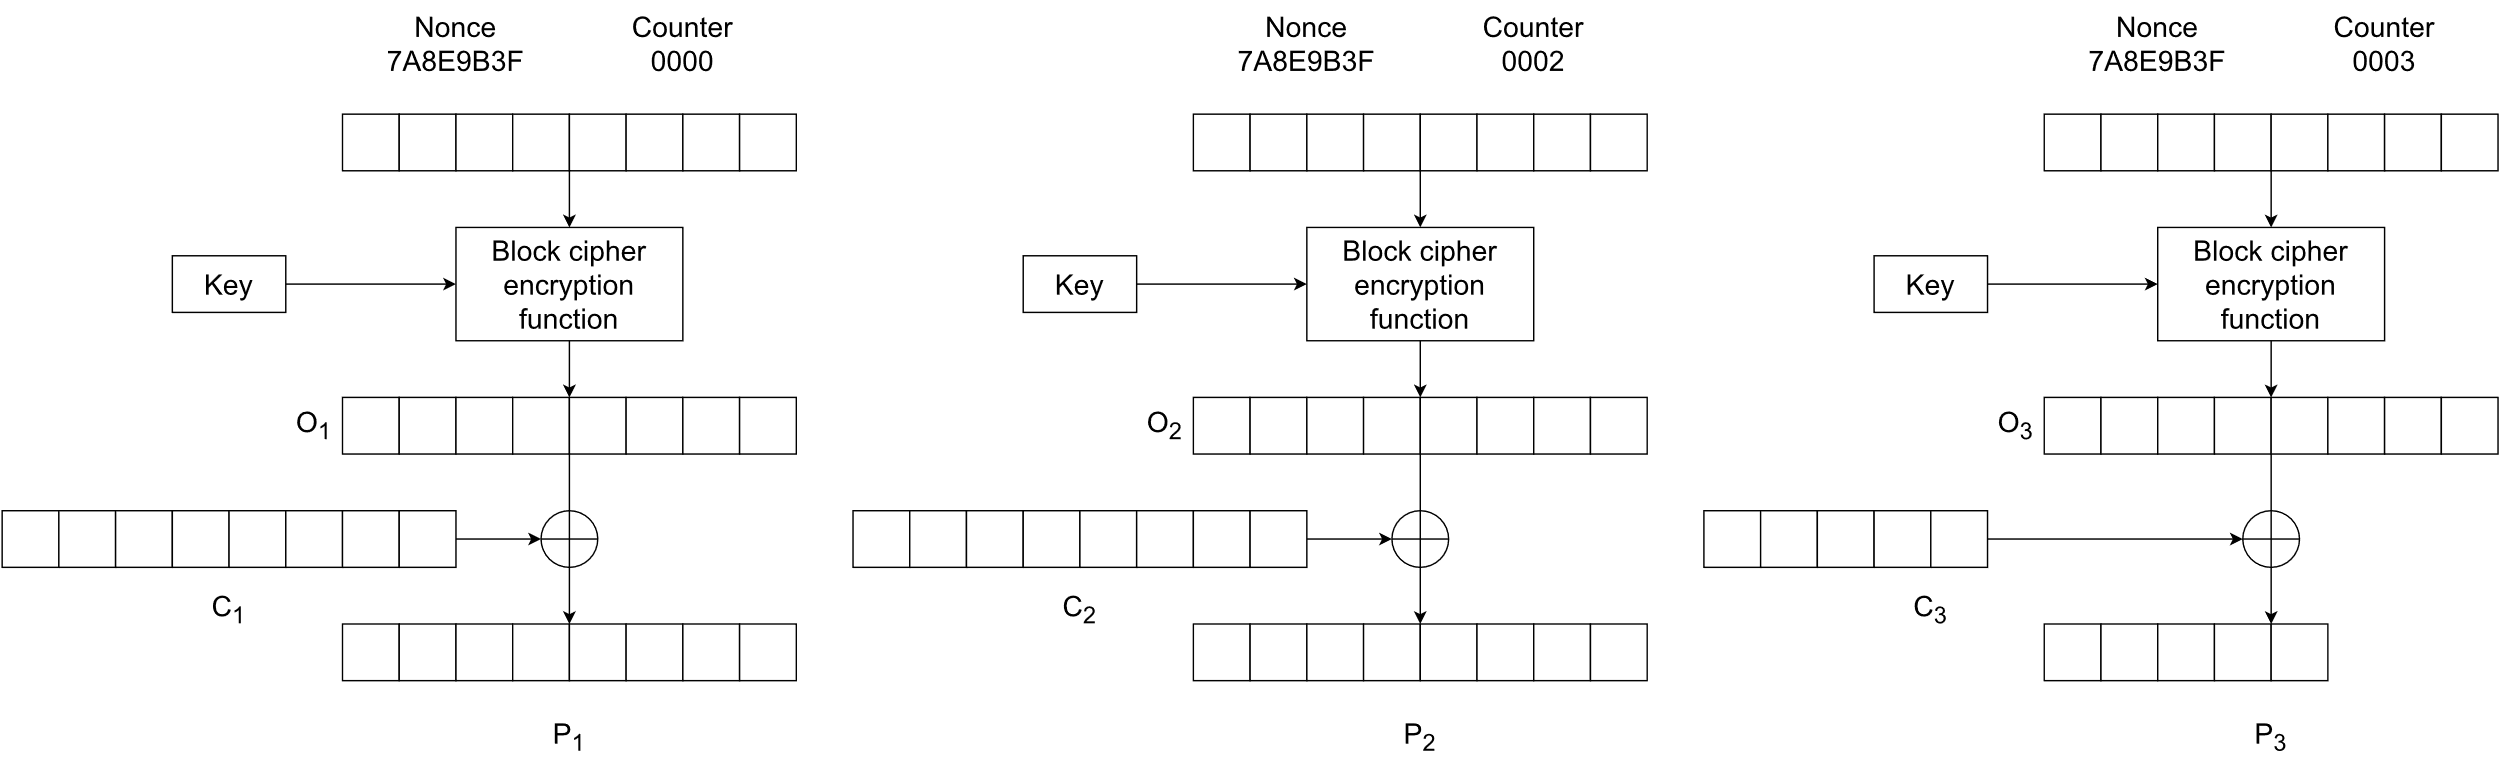 Nonce
7A8E9B3F
Counter
0000
Nonce
7A8E9B3F
Counter
0002
Nonce
7A8E9B3F
Counter
0003
Key
Block cipher
encryption
function
Key
Block cipher
encryption
function
Key
Block cipher
encryption
function
O1
O2
O3
C1
C2
C3
P1
P2
P3